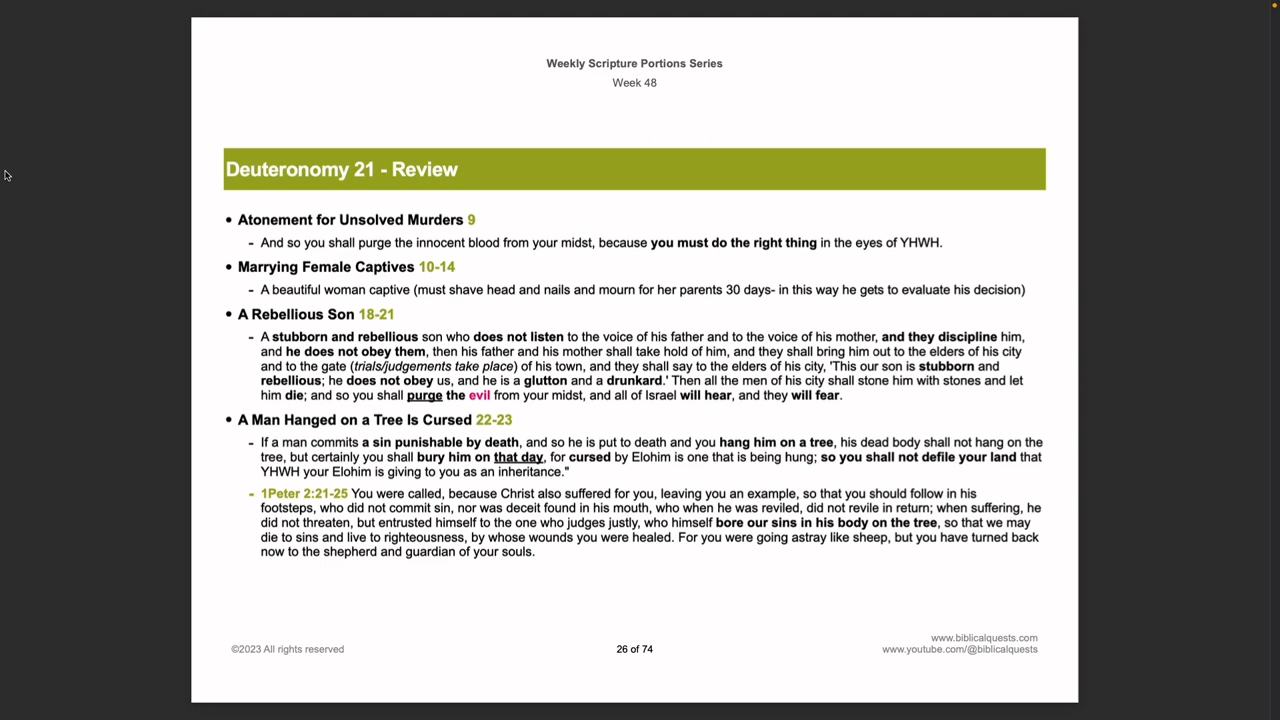 Weekly Scripture Portions Series
Week 48
Deuteronomy 21 - Review
• Atonement for Unsolved Murders 9
- And so you shall purge the innocent blood from your midst, because you must do the right thing in the eyes of YHWH.
• Marrying Female Captives 10-14
- A beautiful woman captive (must shave head and nails and mourn for her parents 30 days- in this way he gets to evaluate his decision)
• A Rebellious Son 18-21
- A stubborn and rebellious son who does not listen to the voice of his father and to the voice of his mother, and they discipline him,
and he does not obey them, then his father and his mother shall take hold of him, and they shall bring him out to the elders of his city
and to the gate (trials/judgements take place) of his town, and they shall say to the elders of his city, 'This our son is stubborn and
rebellious; he does not obey us, and he is a glutton and a drunkard.' Then all the men of his city shall stone him with stones and let
him die; and so you shall purge the evil from your midst, and all of Israel will hear, and they will fear.
• A Man Hanged on a Tree Is Cursed 22-23
- If a man commits a sin punishable by death, and so he is put to death and you hang him on a tree, his dead body shall not hang on the
tree, but certainly you shall bury him on that day, for cursed by Elohim is one that is being hung; so you shall not defile your land that
YHWH your Elohim is giving to you as an inheritance."
- 1Peter 2:21-25 You were called, because Christ also suffered for you, leaving you an example, so that you should follow in his
footsteps, who did not commit sin, nor was deceit found in his mouth, who when he was reviled, did not revile in return; when suffering, he
did not threaten, but entrusted himself to the one who judges justly, who himself bore our sins in his body on the tree, so that we may
die to sins and live to righteousness, by whose wounds you were healed. For you were going astray like sheep, but you have turned back
now to the shepherd and guardian of your souls.
www.biblicalquests.com
©2023 All rights reserved 26 of 74 www.youtube.com/@biblicalquests